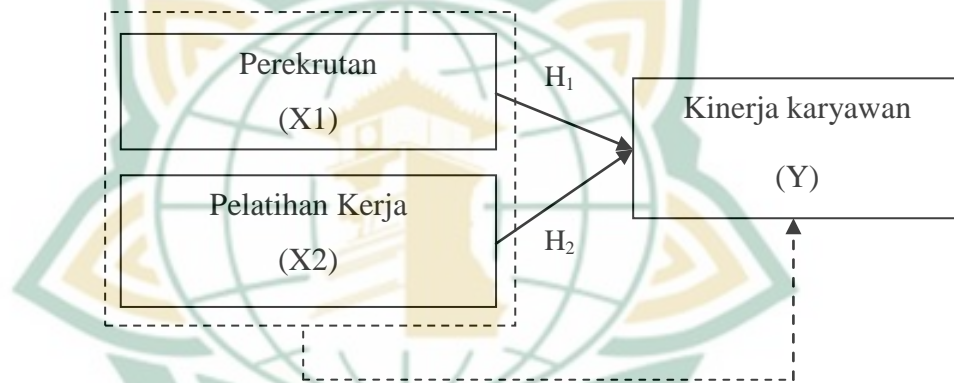 Perekrutan
(X1)
H₁
Kinerja karyawan
(Y)
Pelatihan Kerja
(X2)
H₂